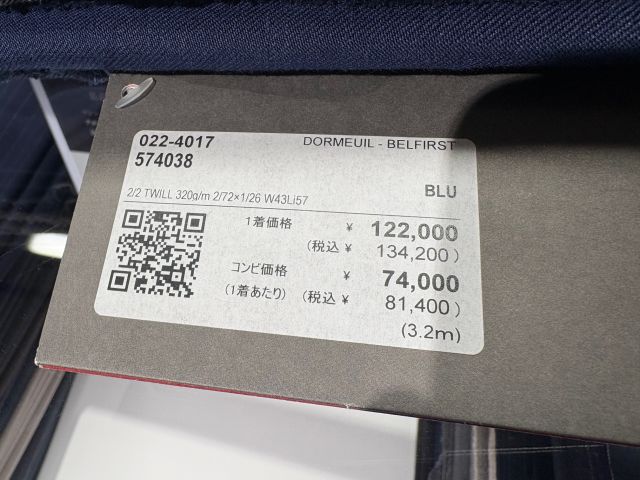 022-4017 DORMEUIL - BELFIRST
574038
BLU
2/2 TWILL 320g/m 2/72×1/26 W43Li57
1着価格 ¥ 122,000
(税込 ¥ 134,200)
コンビ価格 ¥ 74,000
(1着あたり) (税込 ¥ 81,400)
(3.2m)